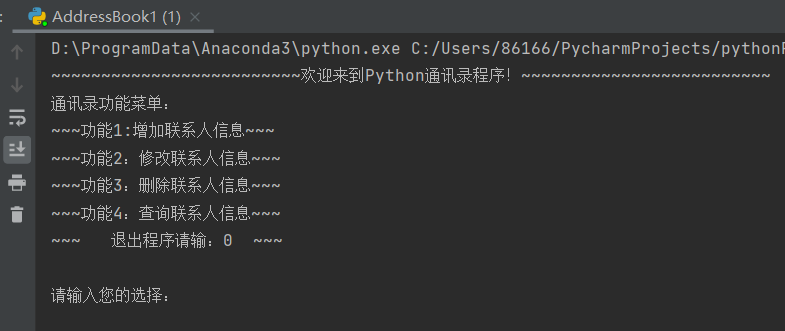 AddressBook1 (1)
D:\ProgramData\Anaconda3\python.exe C:/Users/86166/PycharmProjects/python
~~~~~~~~~~~~~~~~~~~~~~~~~欢迎来到Python通讯录程序! ~~~~~~~~~~~~~~~~~~~~~~~~~
通讯录功能菜单:
~~~功能1:增加联系人信息~~~
~~~功能2: 修改联系人信息~~~
~~~功能3: 删除联系人信息~~~
~~~功能4: 查询联系人信息~~~
~~~   退出程序请输: 0  ~~~
请输入您的选择: